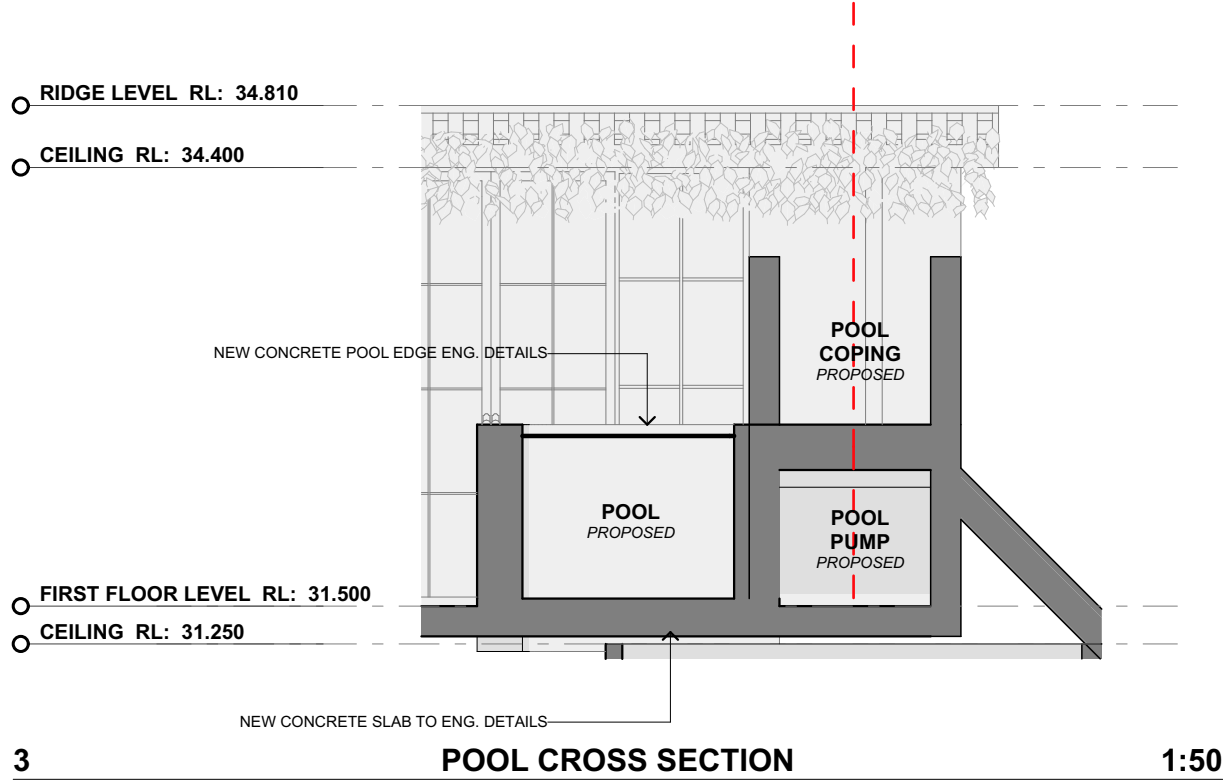 RIDGE LEVEL RL: 34.810
CEILING RL: 34.400
POOL
COPING
PROPOSED
NEW CONCRETE POOL EDGE ENG. DETAILS
POOL
PROPOSED
POOL
PUMP
PROPOSED
FIRST FLOOR LEVEL RL: 31.500
CEILING RL: 31.250
NEW CONCRETE SLAB TO ENG. DETAILS
3 POOL CROSS SECTION 1:50